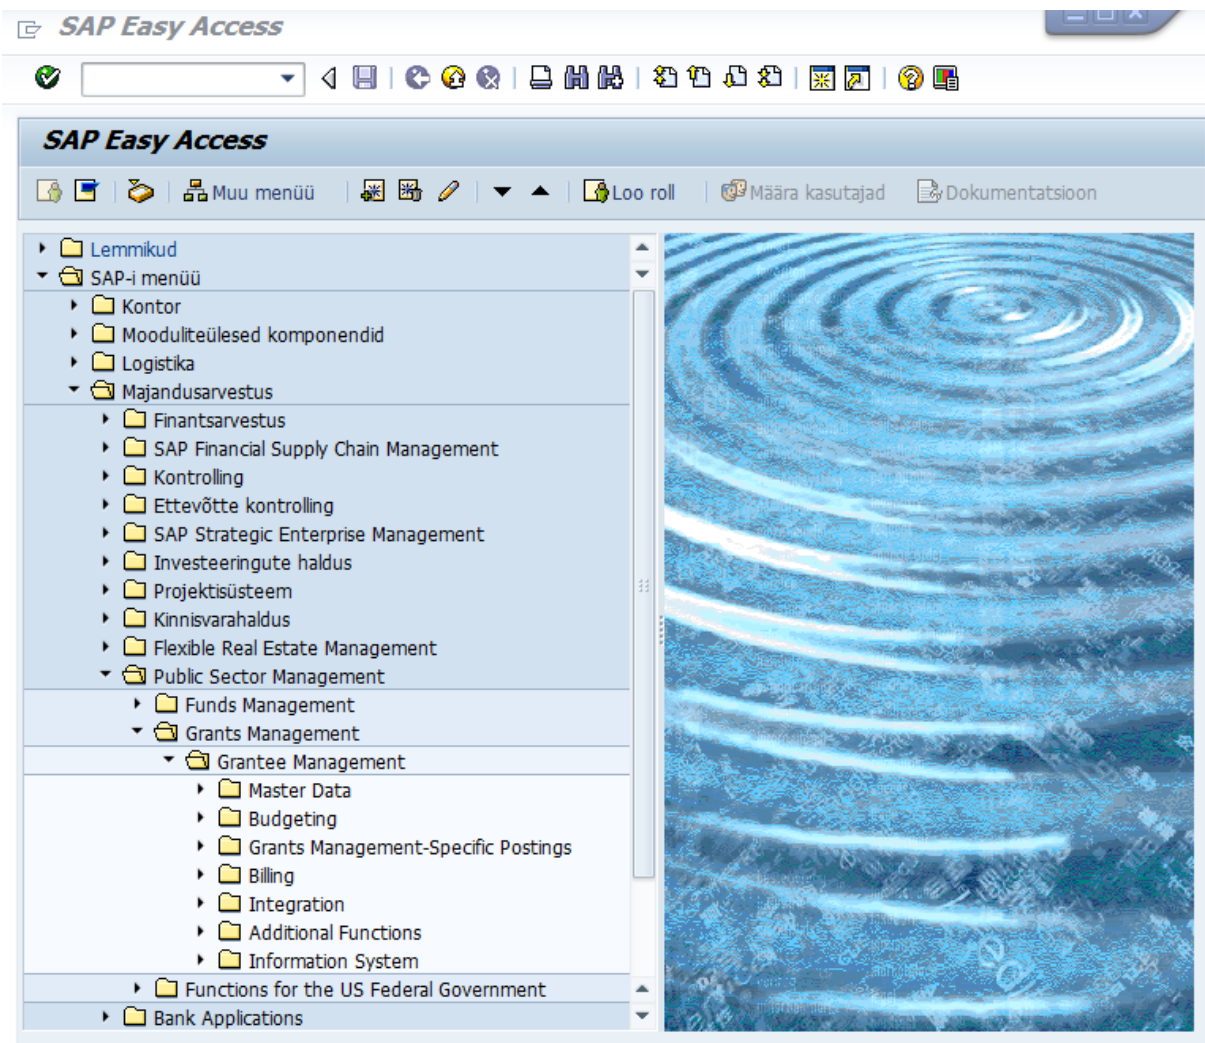 SAP Easy Access
SAP Easy Access
Muu menüü Loo roll Määra kasutajad Dokumentatsioon
Lemmikud
SAP-i menüü
Kontor
Mooduliteülesed komponendid
Logistika
Majandusarvestus
Finantsarvestus
SAP Financial Supply Chain Management
Kontrolling
Ettevõtte kontrolling
SAP Strategic Enterprise Management
Investeeringute haldus
Projektisüsteem
Kinnisvarahaldus
Flexible Real Estate Management
Public Sector Management
Funds Management
Grants Management
Grantee Management
Master Data
Budgeting
Grants Management-Specific Postings
Billing
Integration
Additional Functions
Information System
Functions for the US Federal Government
Bank Applications